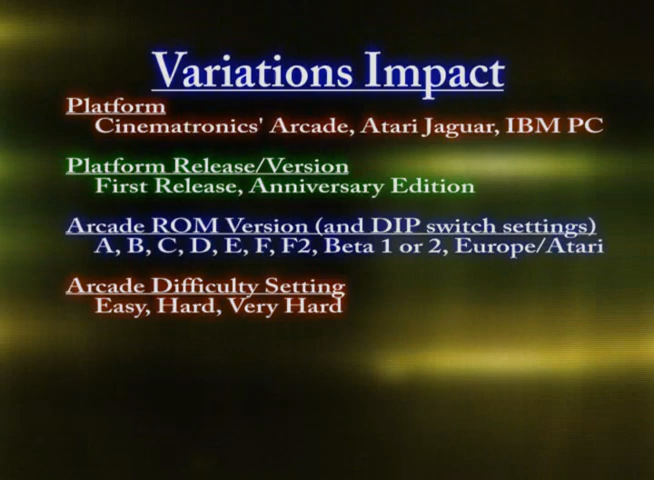 Variations Impact
Platform
Cinematronics' Arcade, Atari Jaguar, IBM PC
Platform Release/Version
First Release, Anniversary Edition
Arcade ROM Version (and DIP switch settings)
A, B, C, D, E, F, F2, Beta 1 or 2, Europe/Atari
Arcade Difficulty Setting
Easy, Hard, Very Hard